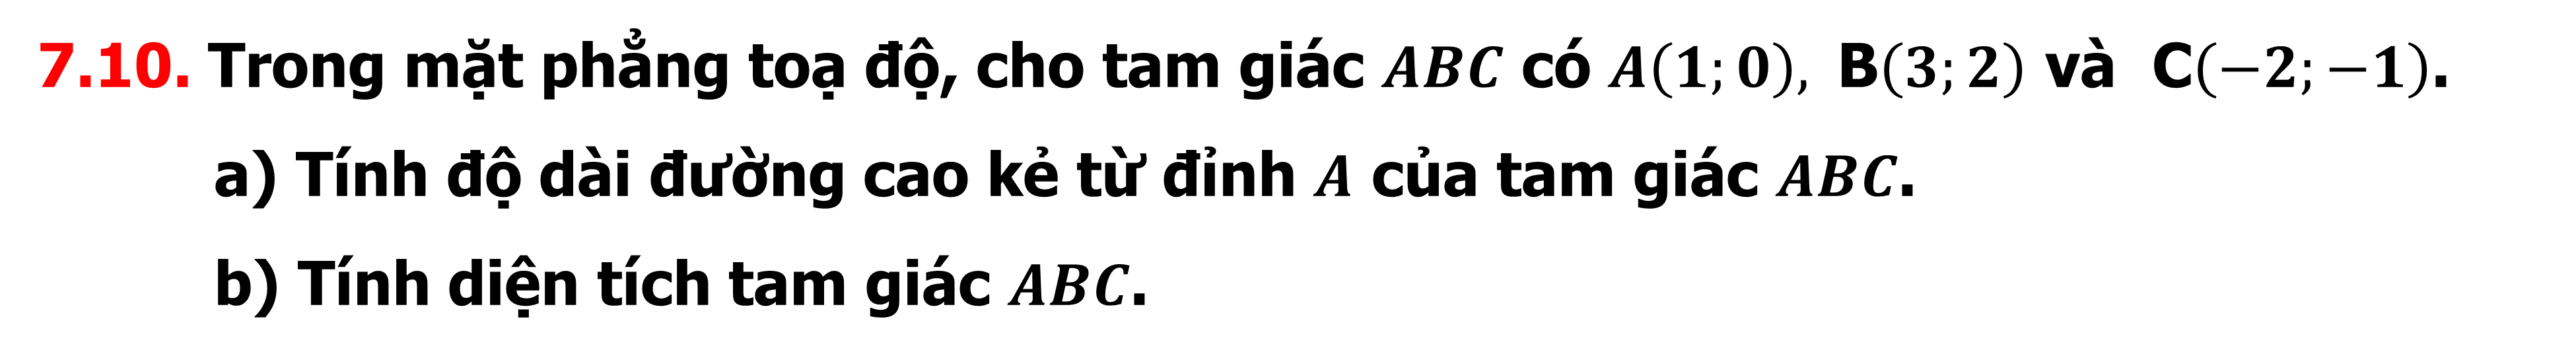 7.10. Trong mặt phẳng toạ độ, cho tam giác ABC có A(1; 0), B(3; 2) và C(−2; −1).
a) Tính độ dài đường cao kẻ từ đỉnh A của tam giác ABC.
b) Tính diện tích tam giác ABC.